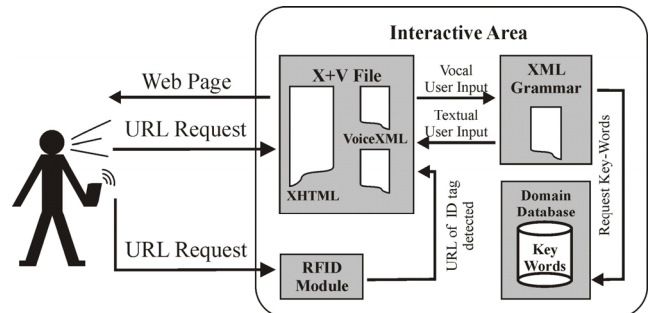 Interactive Area
Web Page
URL Request
URL Request
X+V File
VoiceXML
XHTML
Vocal
User Input
Textual
User Input
XML
Grammar
Request Key-Words
Domain
Database
Key
Words
URL of ID tag
detected
RFID
Module